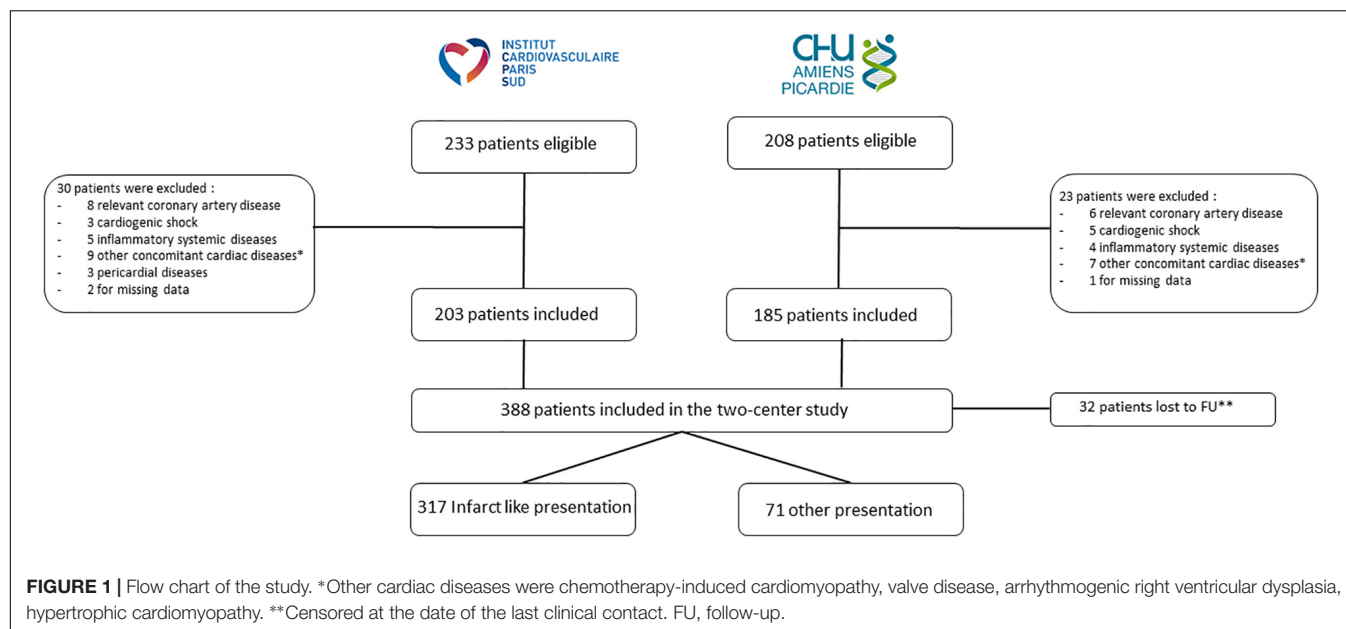 INSTITUT
CARDIOVASCULAIRE
PARIS
SUD
CHU
AMIENS
PICARDIE
233 patients eligible
208 patients eligible
30 patients were excluded :
- 8 relevant coronary artery disease
- 3 cardiogenic shock
- 5 inflammatory systemic diseases
- 9 other concomitant cardiac diseases*
- 3 pericardial diseases
- 2 for missing data
23 patients were excluded :
- 6 relevant coronary artery disease
- 5 cardiogenic shock
- 4 inflammatory systemic diseases
- 7 other concomitant cardiac diseases*
- 1 for missing data
203 patients included
185 patients included
388 patients included in the two-center study
32 patients lost to FU**
317 Infarct like presentation
71 other presentation
FIGURE 1 | Flow chart of the study. *Other cardiac diseases were chemotherapy-induced cardiomyopathy, valve disease, arrhythmogenic right ventricular dysplasia,
hypertrophic cardiomyopathy. **Censored at the date of the last clinical contact. FU, follow-up.